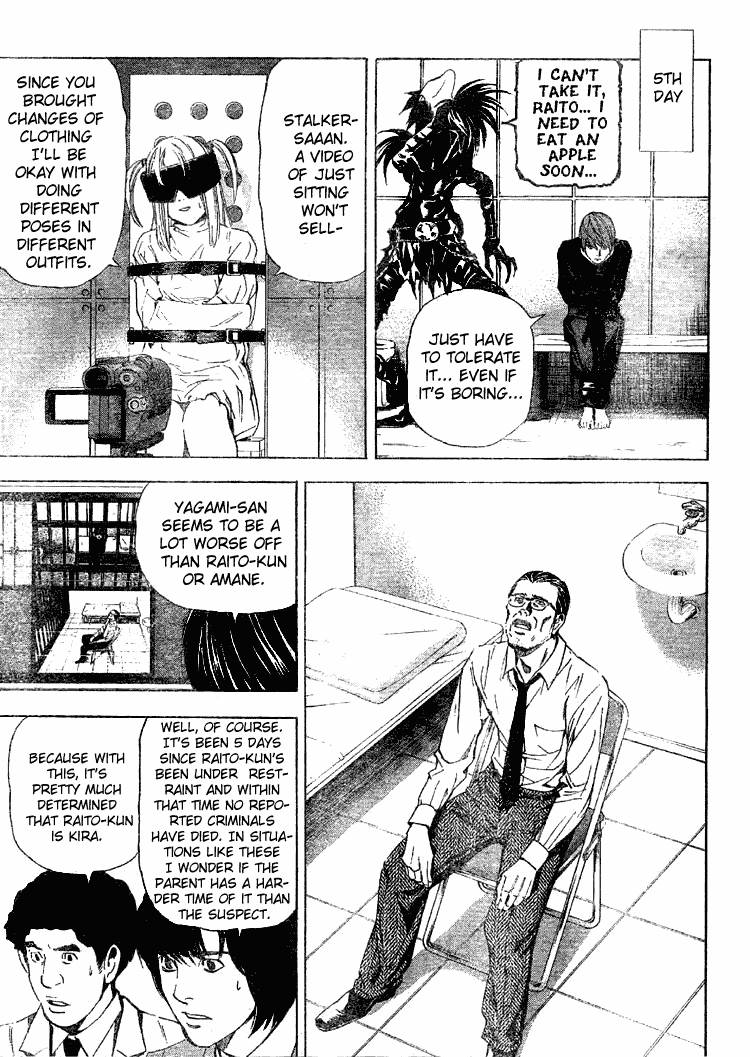 5TH
DAY
I CAN'T
TAKE IT,
RAITO... I
NEED TO
EAT AN
APPLE
SOON...
JUST HAVE
TO TOLERATE
IT... EVEN IF
IT'S BORING...
STALKER-
SAAAN.
A VIDEO
OF JUST
SITTING
WON'T
SELL-
SINCE YOU
BROUGHT
CHANGES OF
CLOTHING
I'LL BE
OKAY WITH
DOING
DIFFERENT
POSES IN
DIFFERENT
OUTFITS.
YAGAMI-SAN
SEEMS TO BE A
LOT WORSE OFF
THAN RAITO-KUN
OR AMANE.
WELL, OF COURSE.
IT'S BEEN 5 DAYS
SINCE RAITO-KUN'S
BEEN UNDER REST-
RAINT AND WITHIN
THAT TIME NO REPO-
RTED CRIMINALS
HAVE DIED. IN SITUA-
TIONS LIKE THESE
I WONDER IF THE
PARENT HAS A HAR-
DER TIME OF IT THAN
THE SUSPECT.
BECAUSE WITH
THIS, IT'S
PRETTY MUCH
DETERMINED
THAT RAITO-KUN
IS KIRA.